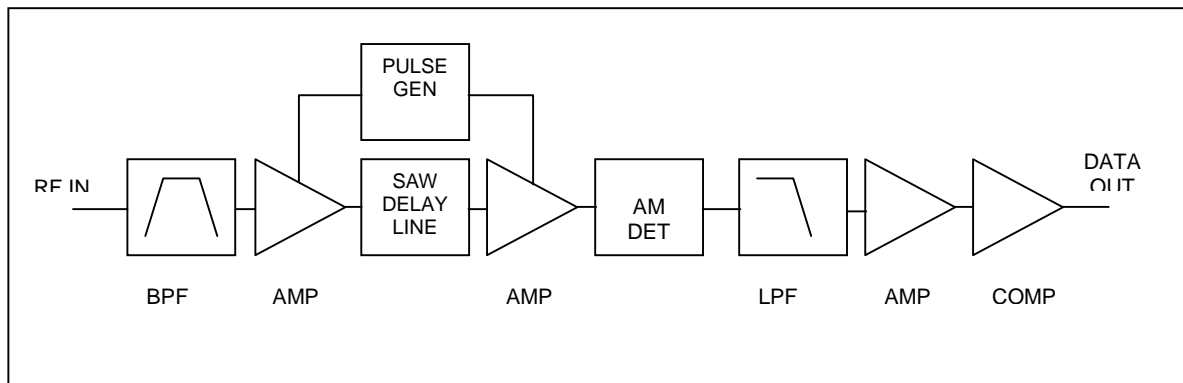 PULSE
GEN
RF IN
SAW
DELAY
LINE
AM
DET
DATA
OUT
BPF
AMP
AMP
LPF
AMP
COMP